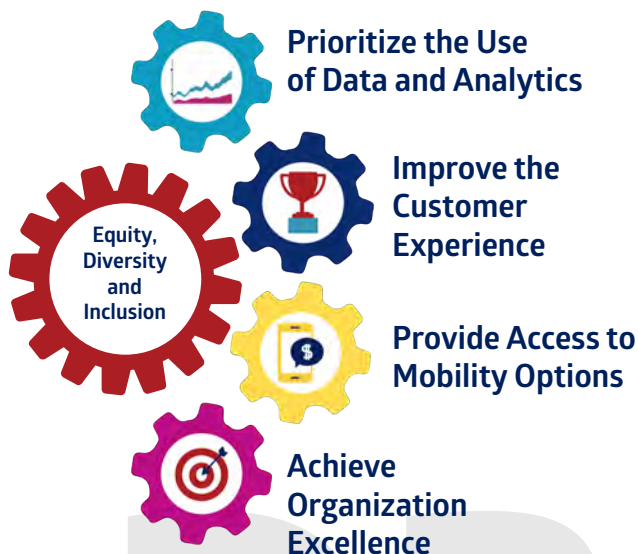 Prioritize the Use
of Data and Analytics
Improve the
Customer
Experience
Equity,
Diversity
and
Inclusion
$
Provide Access to
Mobility Options
Achieve
Organization
Excellence